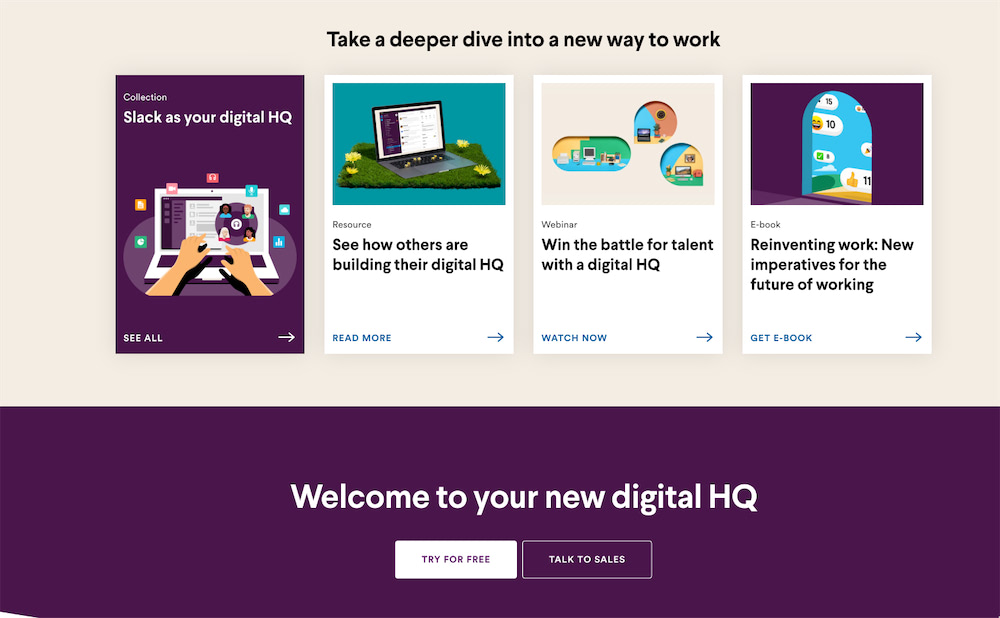 Take a deeper dive into a new way to work
Collection
Slack as your digital HQ
SEE ALL
Resource
See how others are
building their digital HQ
READ MORE
Webinar
Win the battle for talent
with a digital HQ
WATCH NOW
15
10
8
11
E-book
Reinventing work: New
imperatives for the
future of working
GET E-BOOK
Welcome to your new digital HQ
TRY FOR FREE
TALK TO SALES